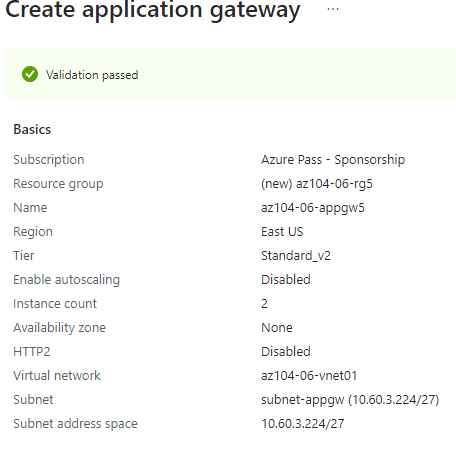 Create application gateway ...
Validation passed
Basics
Subscription Azure Pass - Sponsorship
Resource group (new) az104-06-rg5
Name az104-06-appgw5
Region East US
Tier Standard_v2
Enable autoscaling Disabled
Instance count 2
Availability zone None
HTTP2 Disabled
Virtual network az104-06-vnet01
Subnet subnet-appgw (10.60.3.224/27)
Subnet address space 10.60.3.224/27